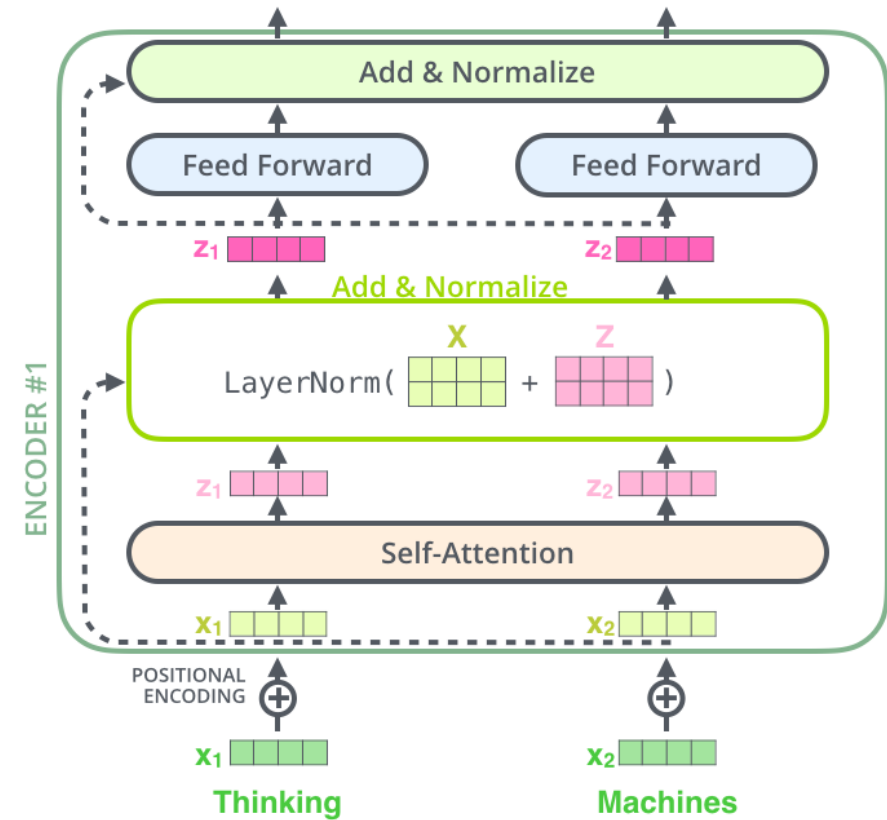 Add & Normalize
Feed Forward Feed Forward
z1 z2
Add & Normalize
X Z
LayerNorm( + )
ENCODER #1
z1 z2
Self-Attention
x1 x2
POSITIONAL
ENCODING
x1 x2
Thinking Machines